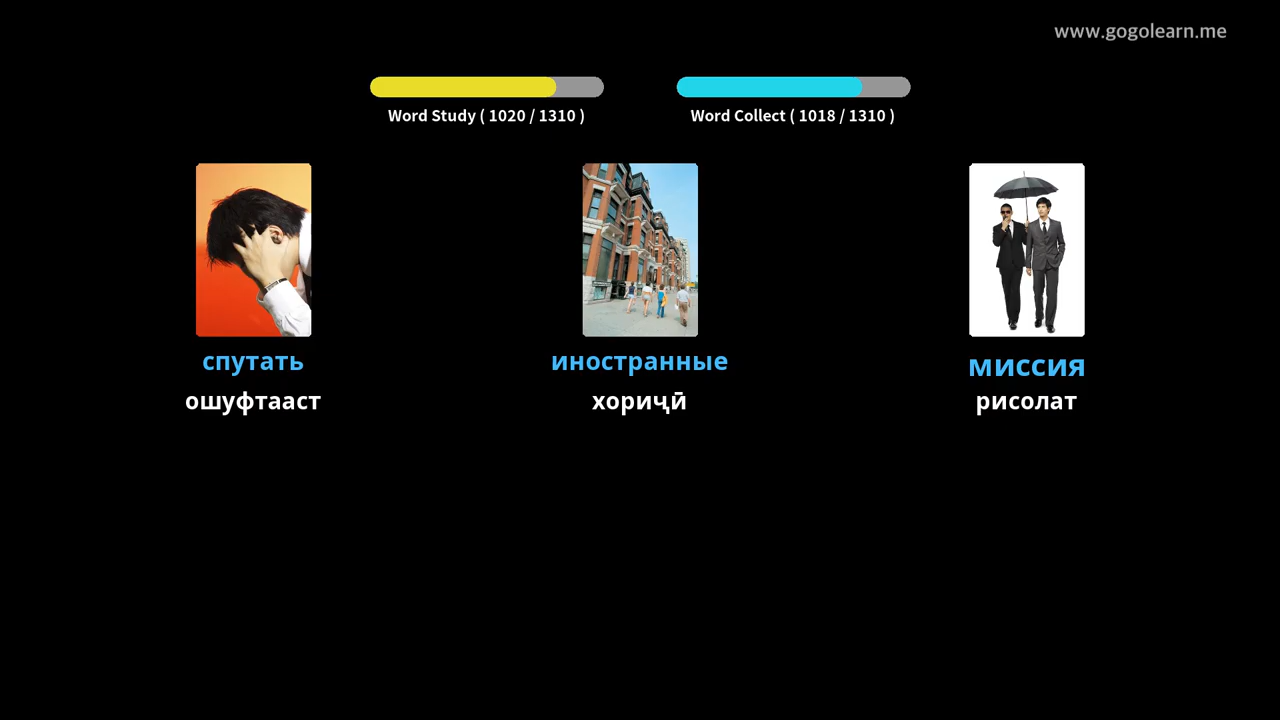 www.gogolearn.me
Word Study ( 1020 / 1310 )
Word Collect ( 1018 / 1310 )
спутать
иностранные
миссия
ошуфтааст
хориҷӣ
рисолат